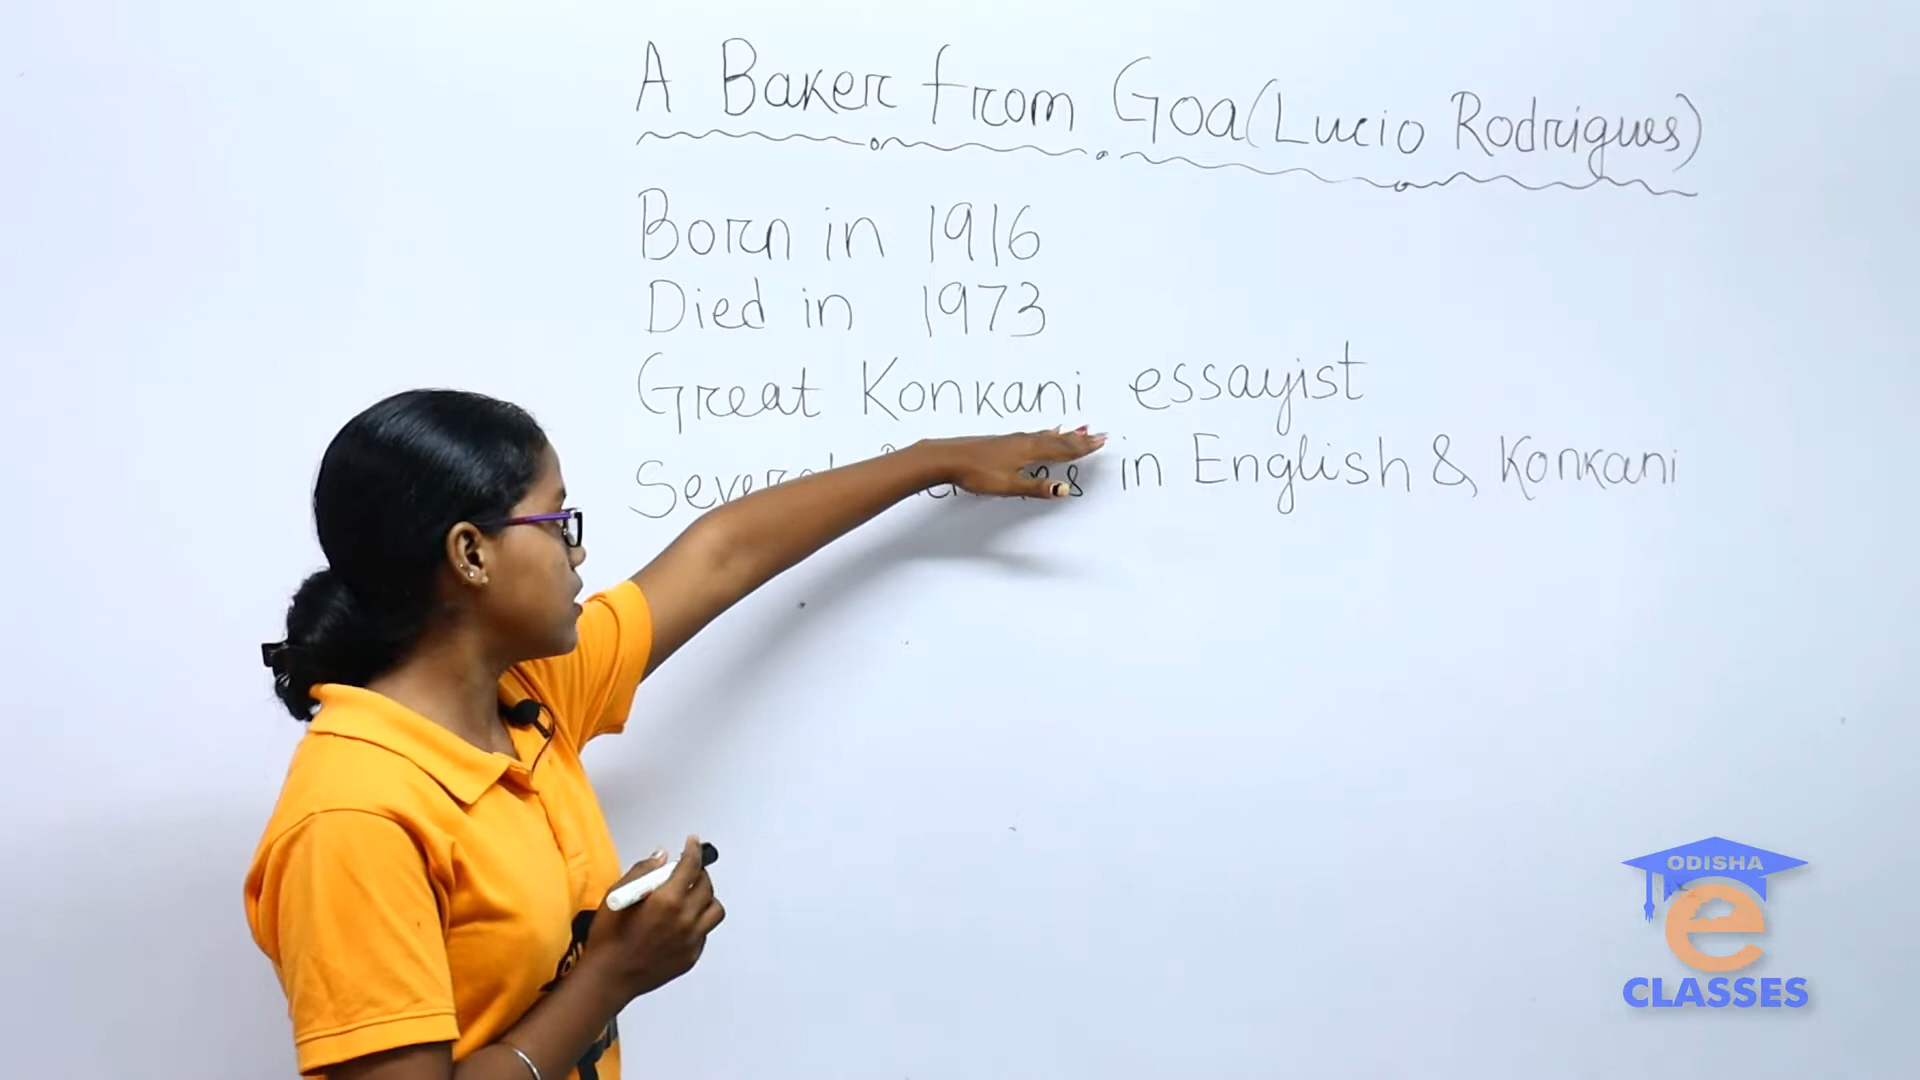 A Baker from Goa (Lucio Rodrigues)
Born in 1916
Died in 1973
Great Konkani essayist
in English & Konkani
ODISHA
e
CLASSES